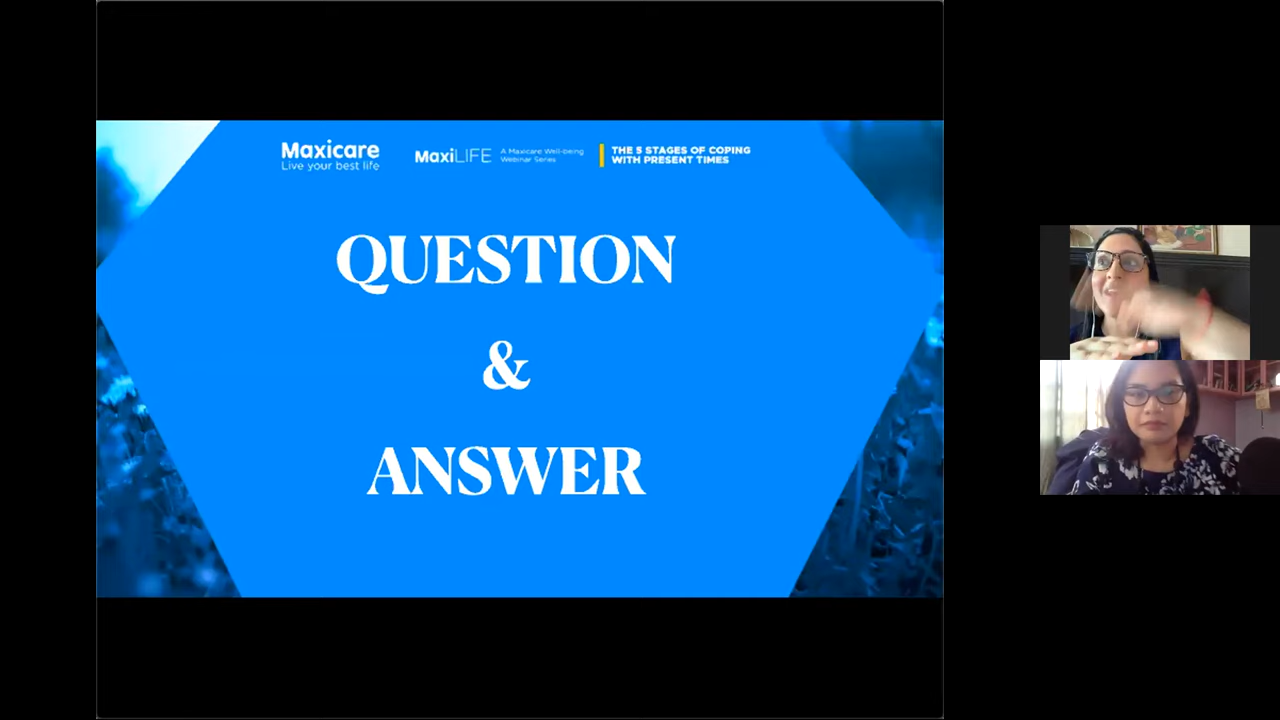 Maxicare
Live your best life
MaxiLIFE
A Maxicare Well-being
Webinar Series
THE 5 STAGES OF COPING
WITH PRESENT TIMES
QUESTION
&
ANSWER